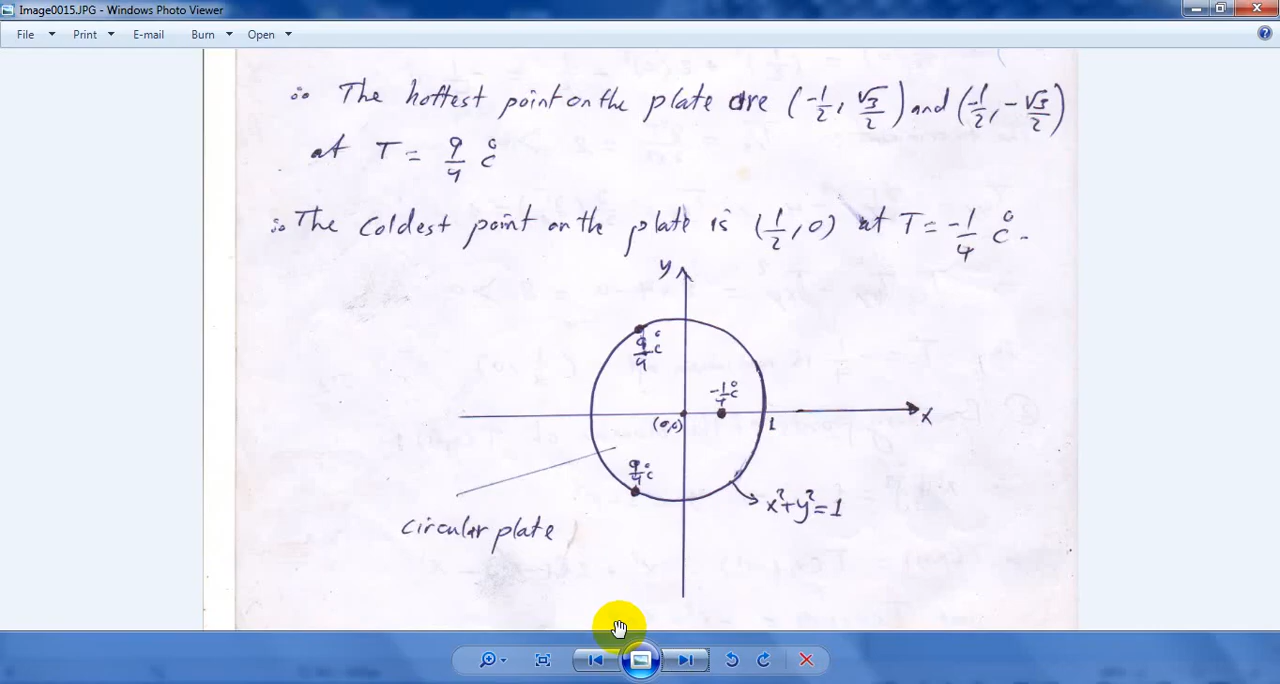 Image0015.JPG - Windows Photo Viewer
File Print E-mail Burn Open
∴ The hottest point on the plate are (-1/2, √3/2) and (-1/2, -√3/2)
at T = 9/4 °C
∴ The coldest point on the plate is (1/2, 0) at T = -1/4 °C.
y
9/4 °C
-1/4 °C
(0,0)
1
x
9/4 °C
x²+y²=1
circular plate